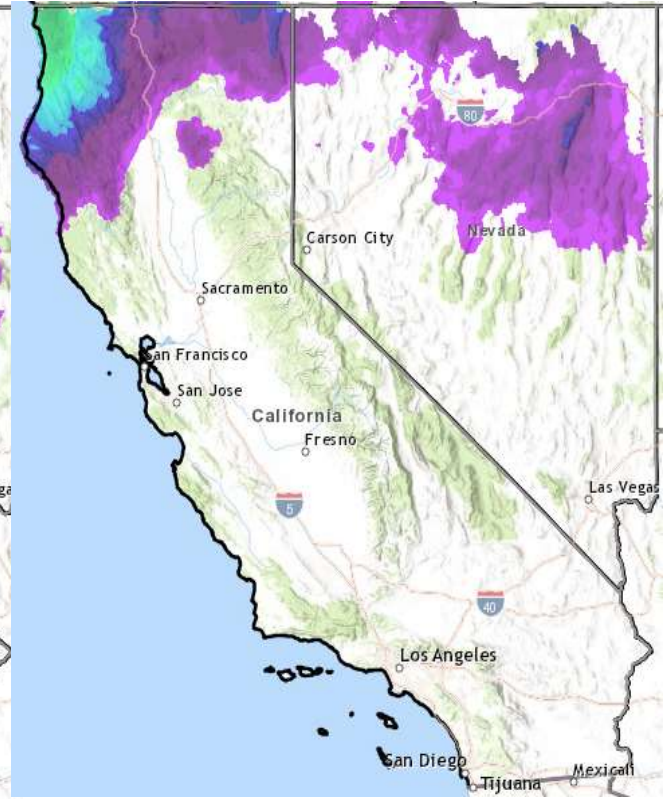 80
Nevada
Carson City
Sacramento
San Francisco
San Jose
California
Fresno
ga
Las Vegas
5
40
Los Angeles
San Diego
Mexicali
Tijuana